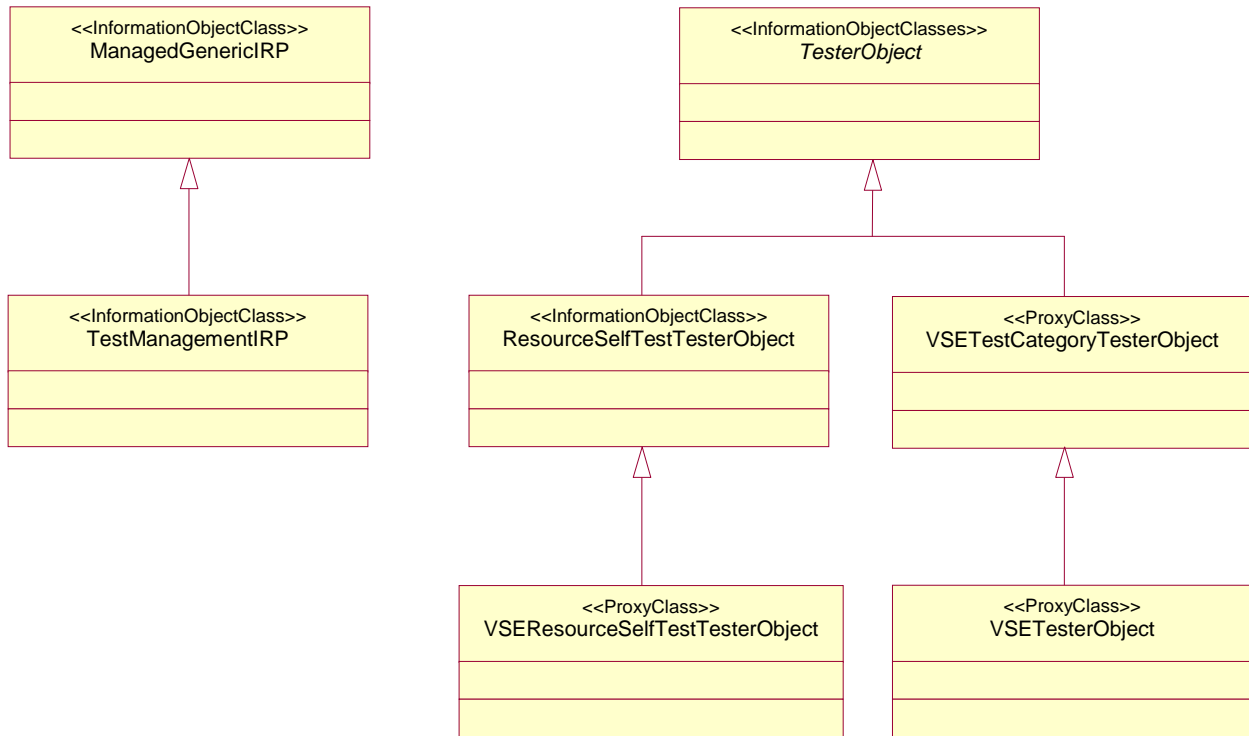 <<InformationObjectClass>>
ManagedGenericIRP
<<InformationObjectClasses>>
TesterObject
<<InformationObjectClass>>
TestManagementIRP
<<InformationObjectClass>>
ResourceSelfTestTesterObject
<<ProxyClass>>
VSETestCategoryTesterObject
<<ProxyClass>>
VSEResourceSelfTestTesterObject
<<ProxyClass>>
VSETesterObject